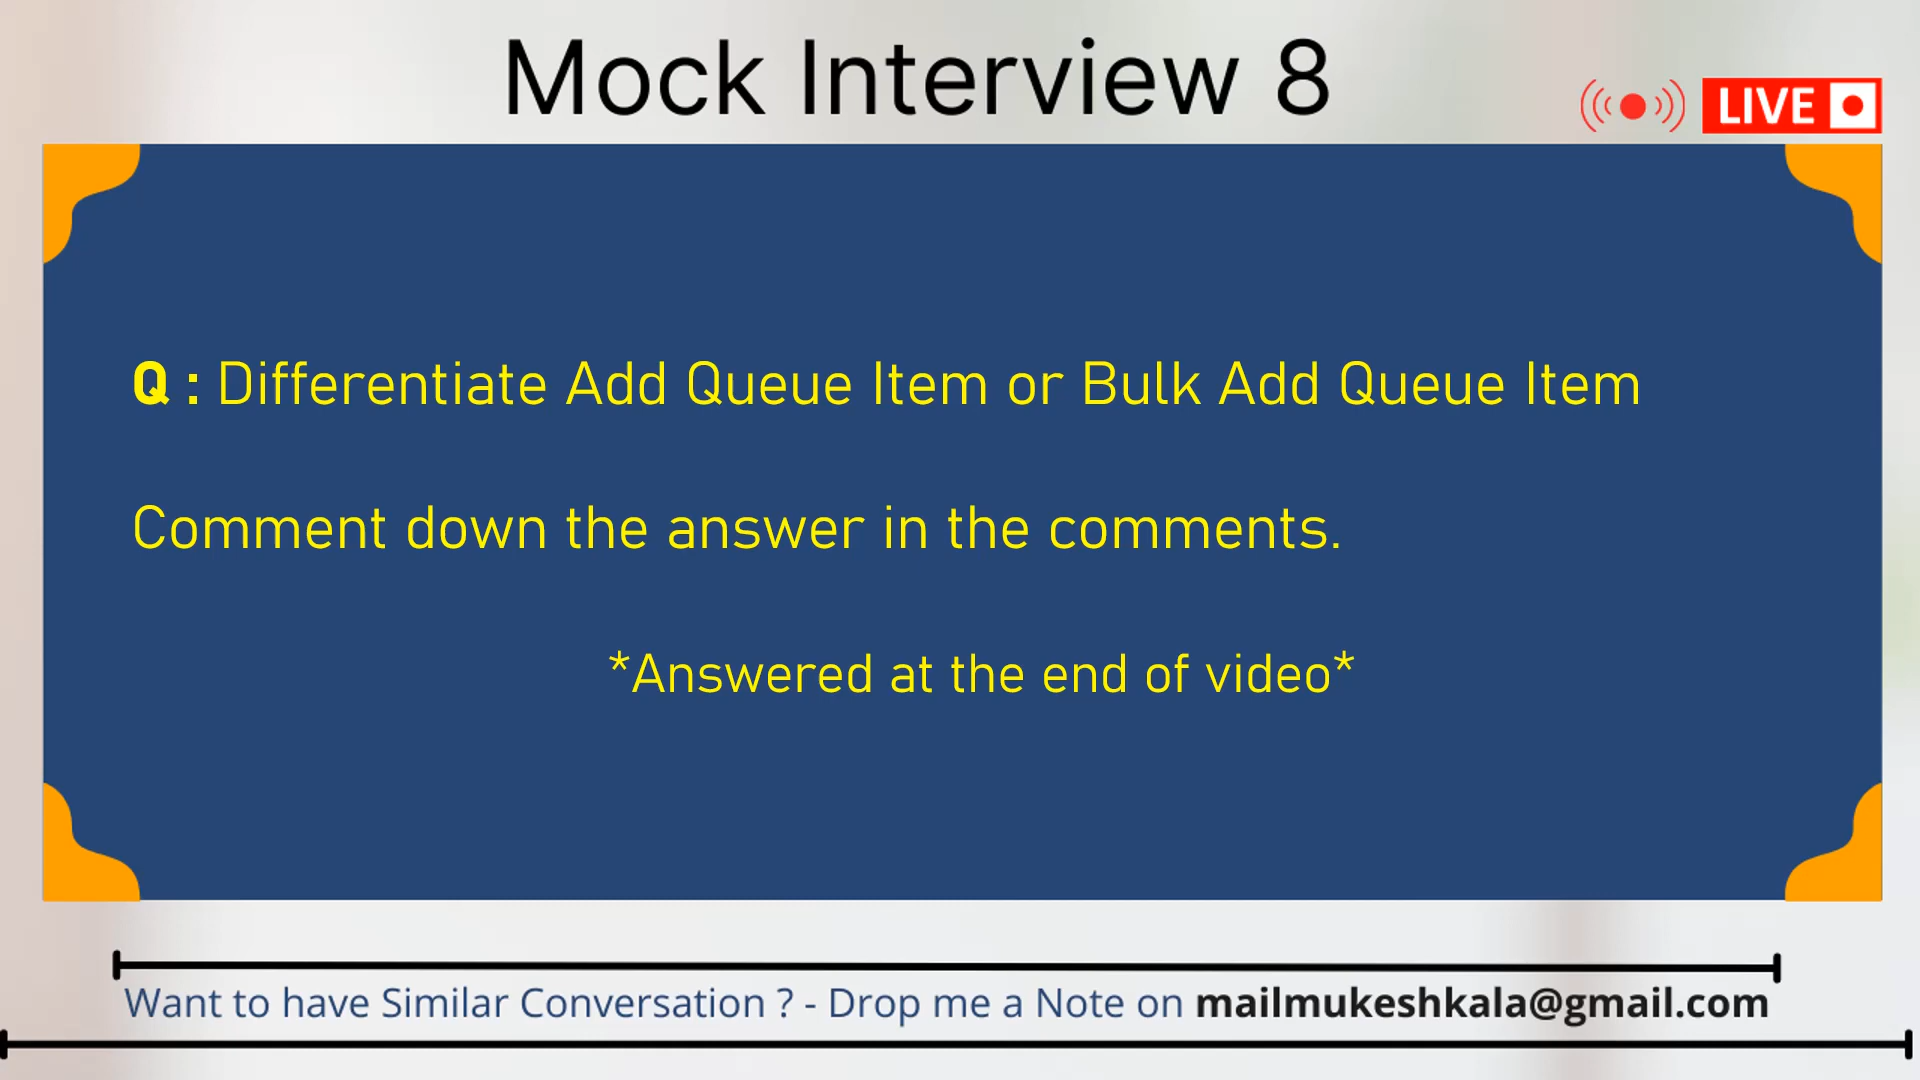 Mock Interview 8
LIVE
Q : Differentiate Add Queue Item or Bulk Add Queue Item
Comment down the answer in the comments.
*Answered at the end of video*
Want to have Similar Conversation ? - Drop me a Note on mailmukeshkala@gmail.com